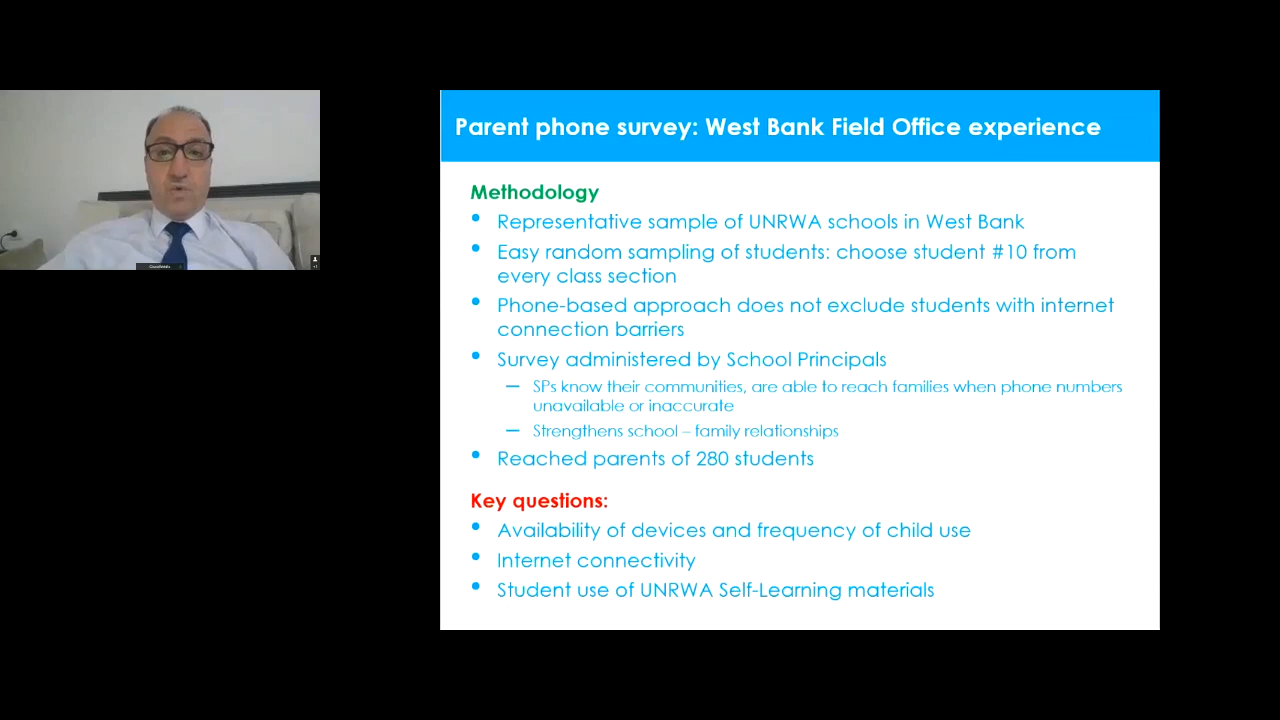 Parent phone survey: West Bank Field Office experience
Methodology
• Representative sample of UNRWA schools in West Bank
• Easy random sampling of students: choose student #10 from
every class section
• Phone-based approach does not exclude students with internet
connection barriers
• Survey administered by School Principals
— SPs know their communities, are able to reach families when phone numbers
unavailable or inaccurate
— Strengthens school – family relationships
• Reached parents of 280 students
Key questions:
• Availability of devices and frequency of child use
• Internet connectivity
• Student use of UNRWA Self-Learning materials